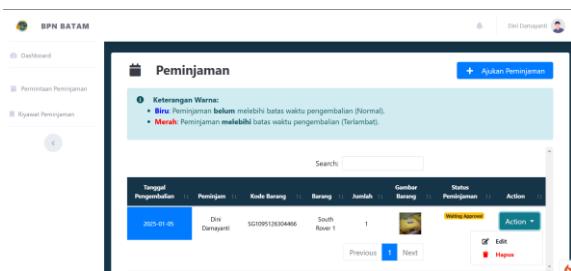 BPN BATAM
Dini Damayanti
Dashboard
Permintaan Peminjaman
Riyawat Peminjaman
Peminjaman
+ Ajukan Peminjaman
Keterangan Warna:
• Biru: Peminjaman belum melebihi batas waktu pengembalian (Normal).
• Merah: Peminjaman melebihi batas waktu pengembalian (Terlambat).
Search:
Tanggal Pengembalian Peminjam Kode Barang Barang Jumlah Gambar Barang Status Peminjaman Action
2025-01-05 Dini Damayanti SG1095126304466 South Rover 1 1 Waiting Approval Action
Previous 1 Next
Edit
Hapus